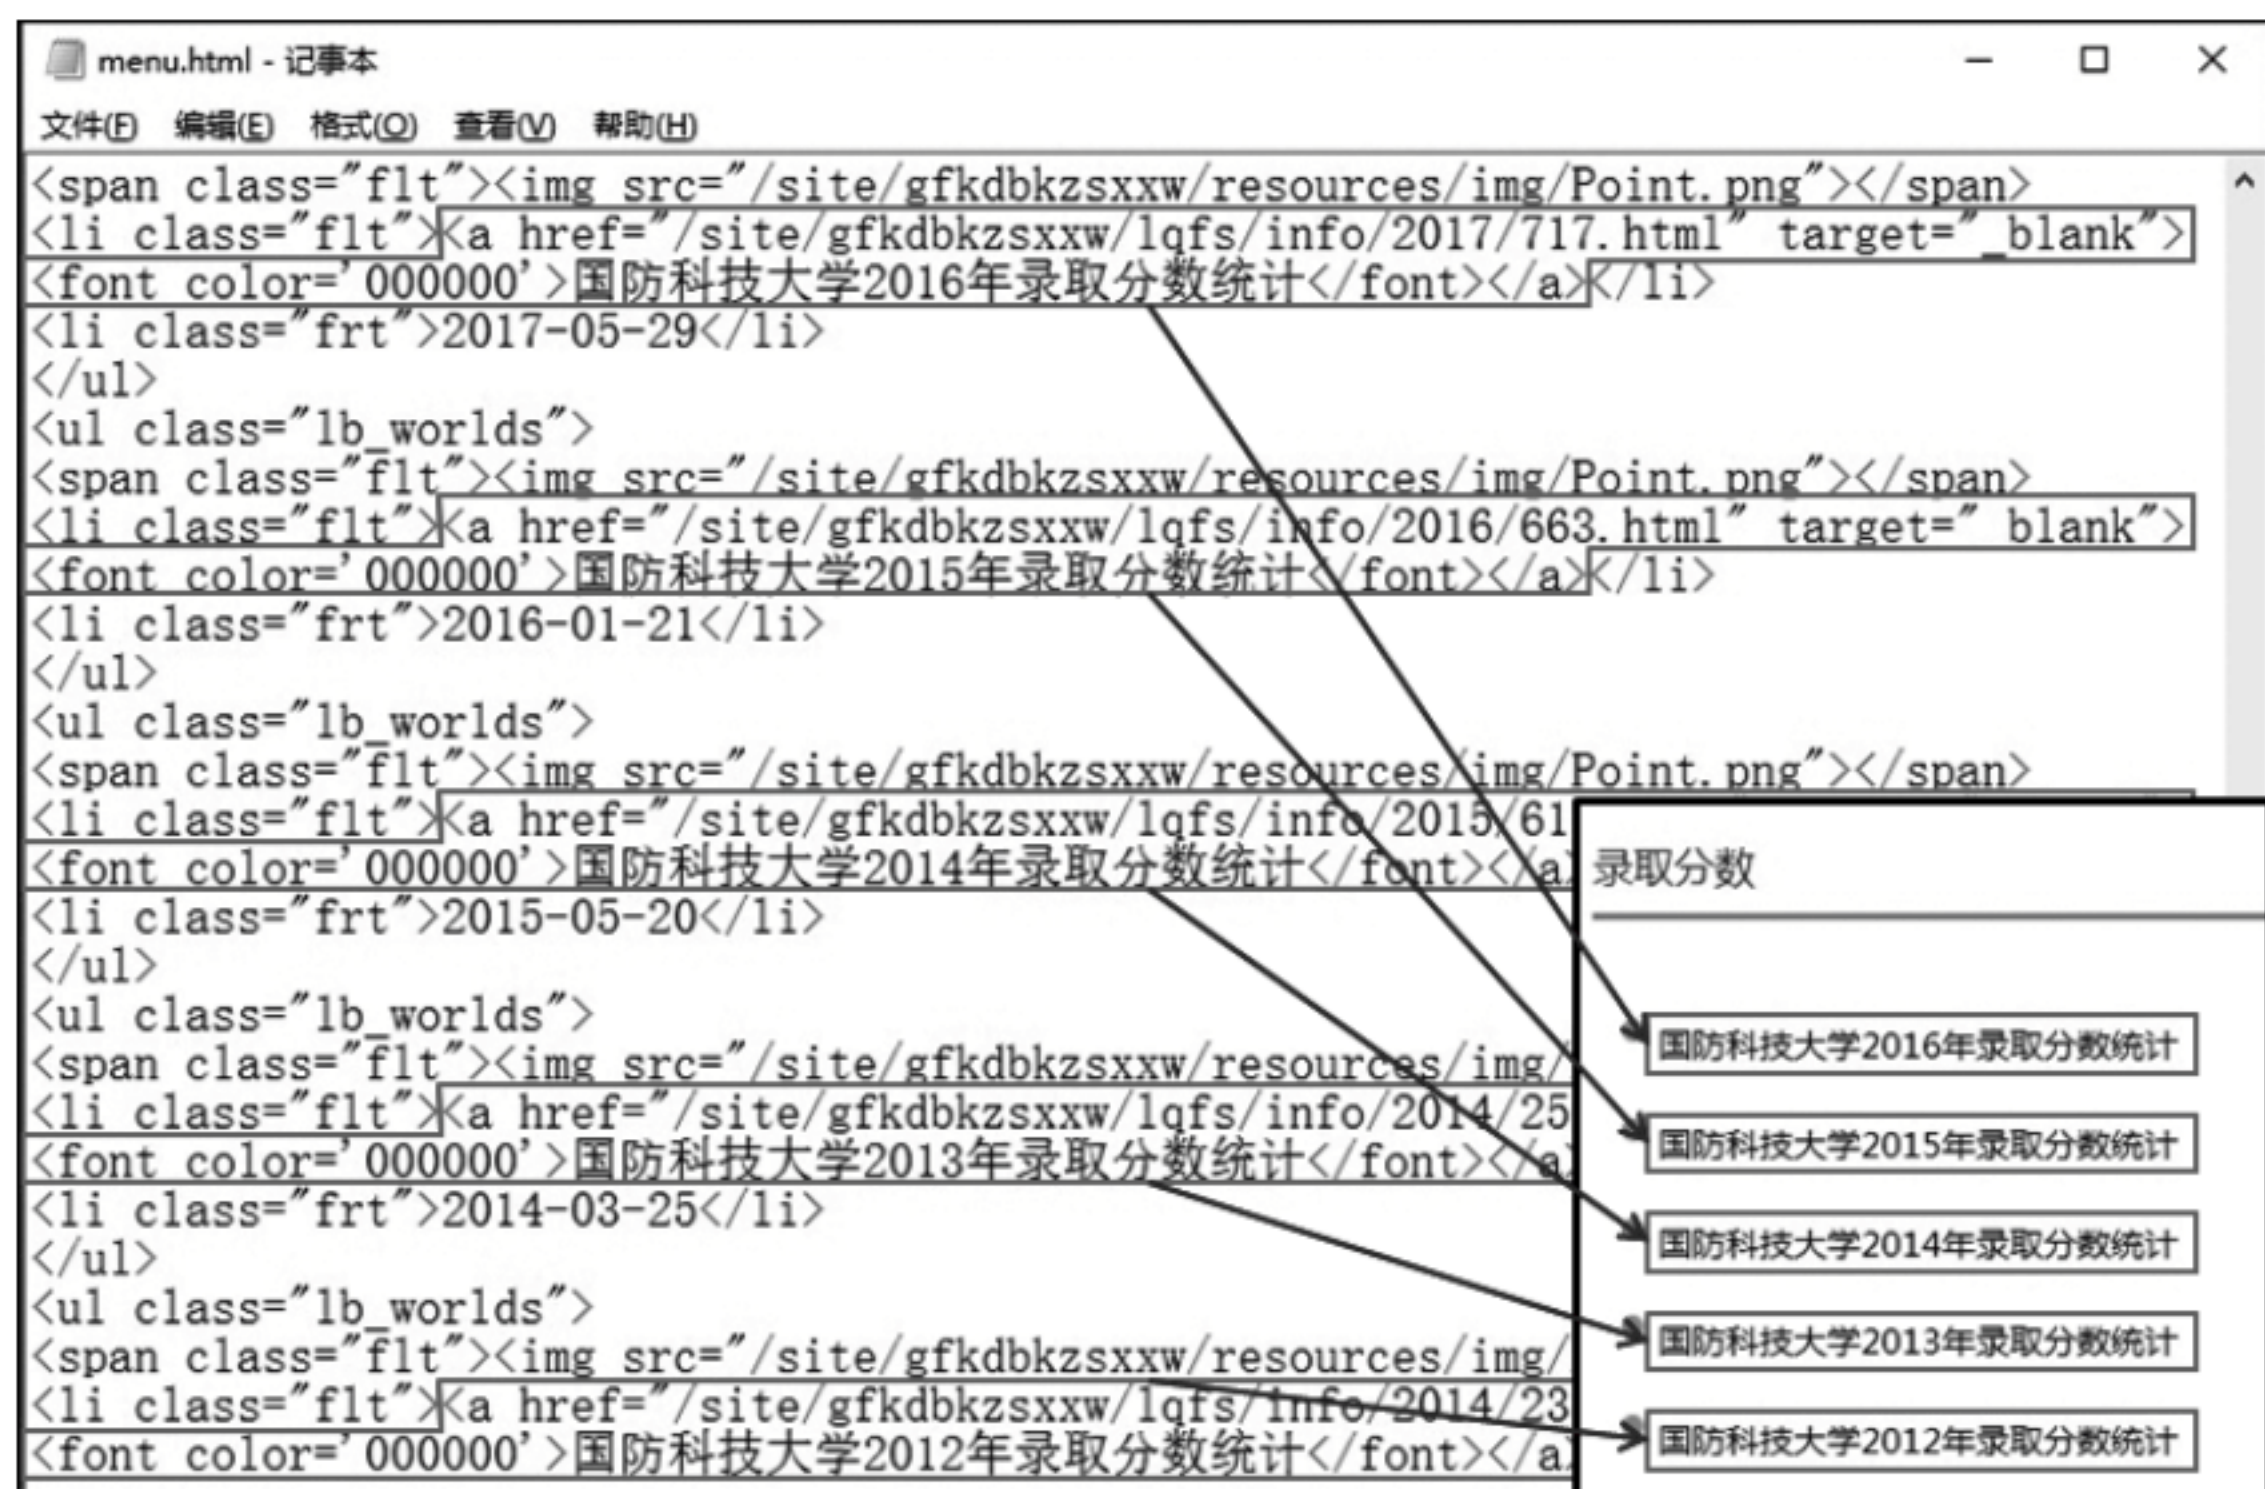 menu.html - 记事本
文件(F) 编辑(E) 格式(O) 查看(V) 帮助(H)
<span class="flt"><img src="/site/gfkdbkzsxxw/resources/img/Point.png"></span>
<li class="flt"><a href="/site/gfkdbkzsxxw/lqfs/info/2017/717.html" target="_blank">
<font color='000000'>国防科技大学2016年录取分数统计</font></a></li>
<li class="frt">2017-05-29</li>
</ul>
<ul class="lb_worlds">
<span class="flt"><img src="/site/gfkdbkzsxxw/resources/img/Point.png"></span>
<li class="flt"><a href="/site/gfkdbkzsxxw/lqfs/info/2016/663.html" target="_blank">
<font color='000000'>国防科技大学2015年录取分数统计</font></a></li>
<li class="frt">2016-01-21</li>
</ul>
<ul class="lb_worlds">
<span class="flt"><img src="/site/gfkdbkzsxxw/resources/img/Point.png"></span>
<li class="flt"><a href="/site/gfkdbkzsxxw/lqfs/info/2015/61
<font color='000000'>国防科技大学2014年录取分数统计</font></a>
<li class="frt">2015-05-20</li>
</ul>
<ul class="lb_worlds">
<span class="flt"><img src="/site/gfkdbkzsxxw/resources/img/
<li class="flt"><a href="/site/gfkdbkzsxxw/lqfs/info/2014/25
<font color='000000'>国防科技大学2013年录取分数统计</font></a>
<li class="frt">2014-03-25</li>
</ul>
<ul class="lb_worlds">
<span class="flt"><img src="/site/gfkdbkzsxxw/resources/img/
<li class="flt"><a href="/site/gfkdbkzsxxw/lqfs/info/2014/23
<font color='000000'>国防科技大学2012年录取分数统计</font></a>
录取分数
国防科技大学2016年录取分数统计
国防科技大学2015年录取分数统计
国防科技大学2014年录取分数统计
国防科技大学2013年录取分数统计
国防科技大学2012年录取分数统计